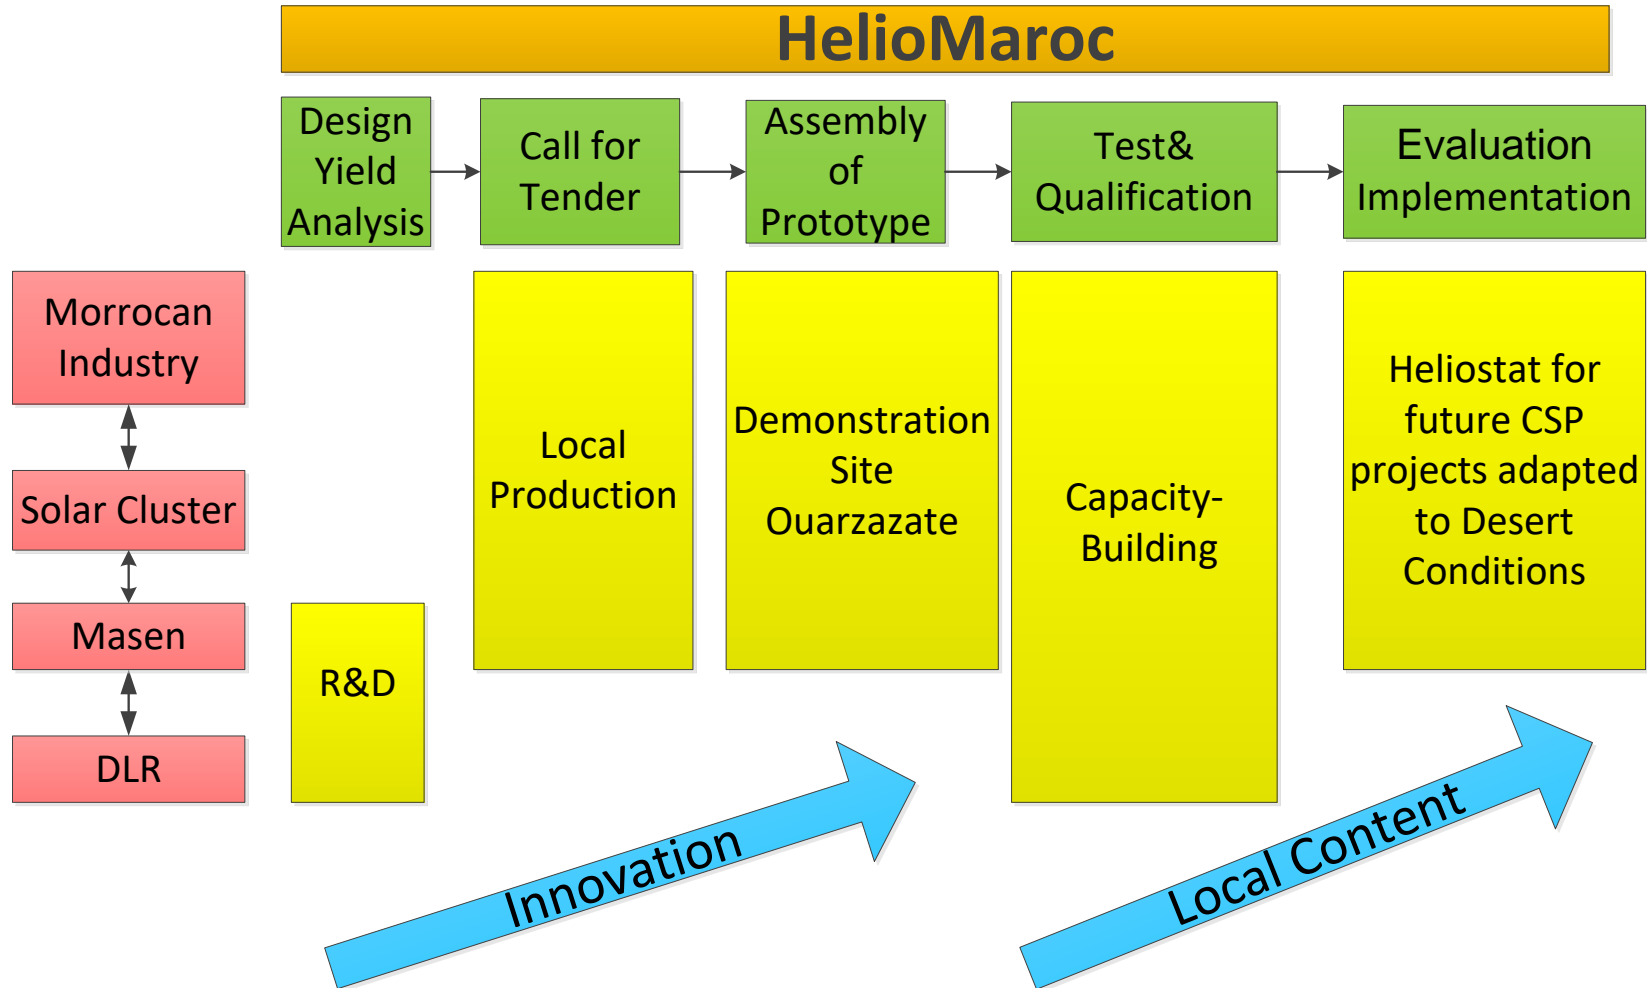 HelioMaroc
Design
Yield
Analysis
Call for
Tender
Assembly
of
Prototype
Test&
Qualification
Evaluation
Implementation
Morrocan
Industry
Solar Cluster
Masen
DLR
R&D
Local
Production
Demonstration
Site
Ouarzazate
Capacity-
Building
Heliostat for
future CSP
projects adapted
to Desert
Conditions
Innovation
Local Content